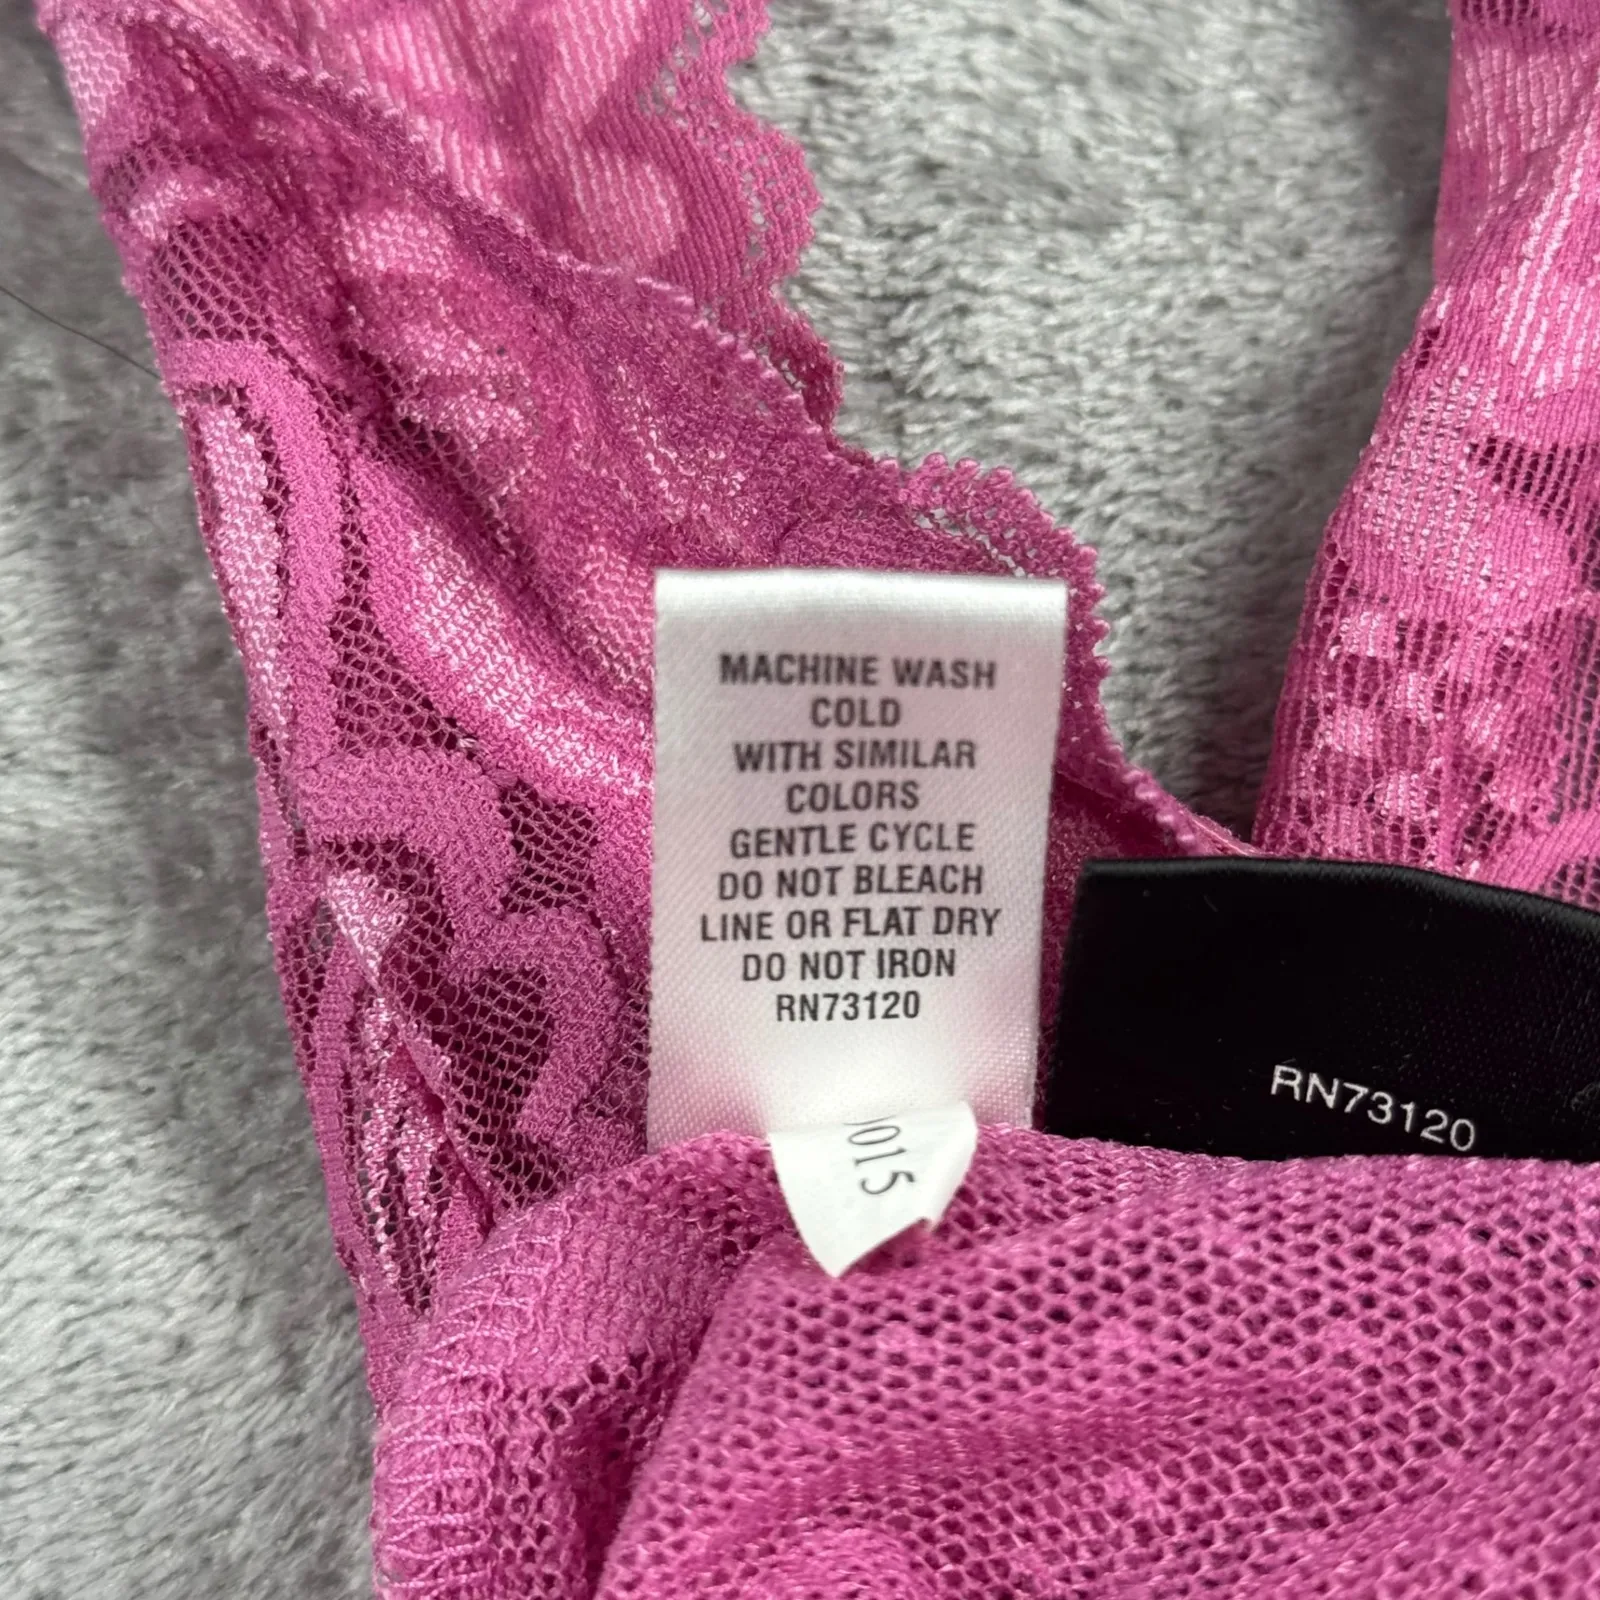 MACHINE WASH
COLD
WITH SIMILAR
COLORS
GENTLE CYCLE
DO NOT BLEACH
LINE OR FLAT DRY
DO NOT IRON
RN73120
015
RN73120